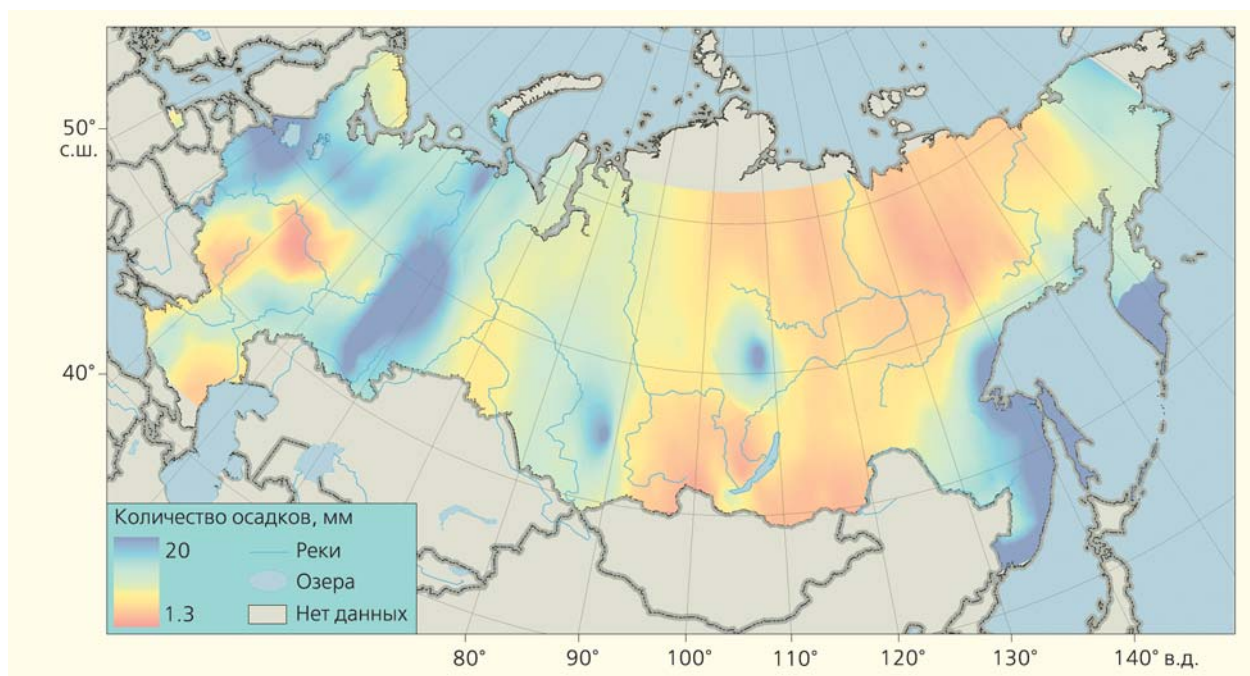 50°
с.ш.
40°
Количество осадков, мм
20
1.3
Реки
Озера
Нет данных
80°
90°
100°
110°
120°
130°
140° в.д.